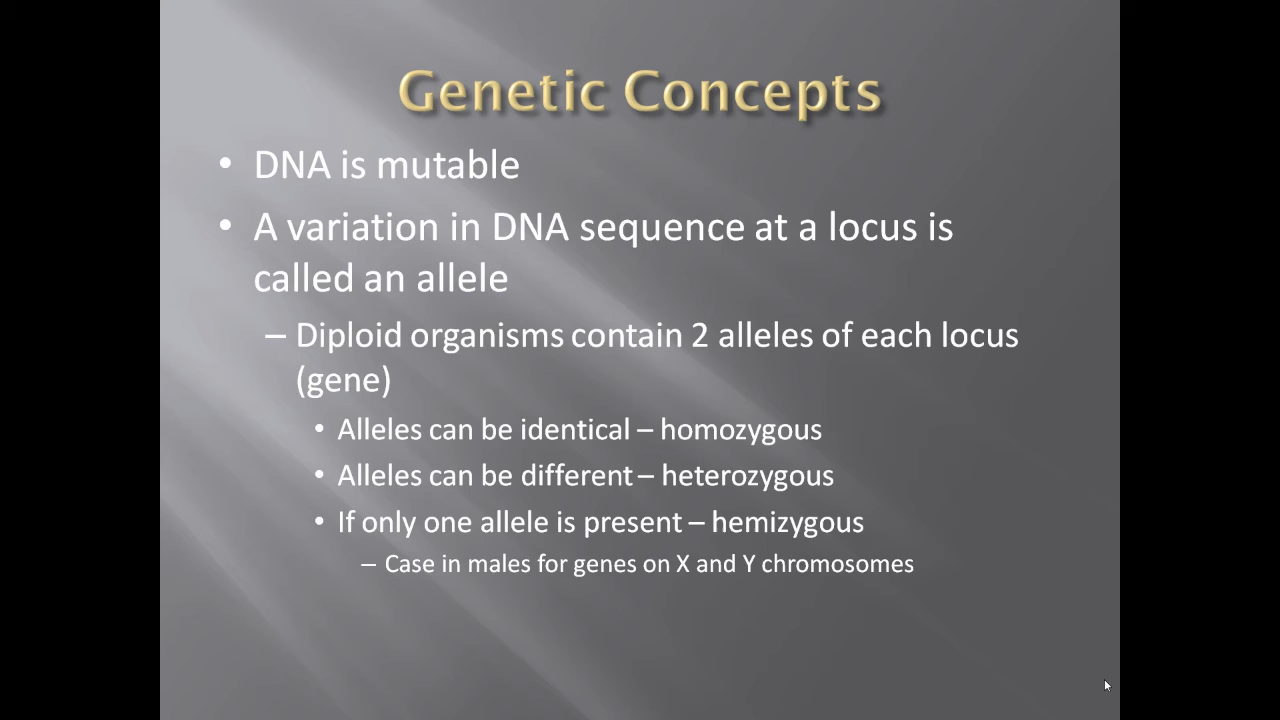 Genetic Concepts
• DNA is mutable
• A variation in DNA sequence at a locus is
called an allele
– Diploid organisms contain 2 alleles of each locus
(gene)
• Alleles can be identical – homozygous
• Alleles can be different – heterozygous
• If only one allele is present – hemizygous
– Case in males for genes on X and Y chromosomes